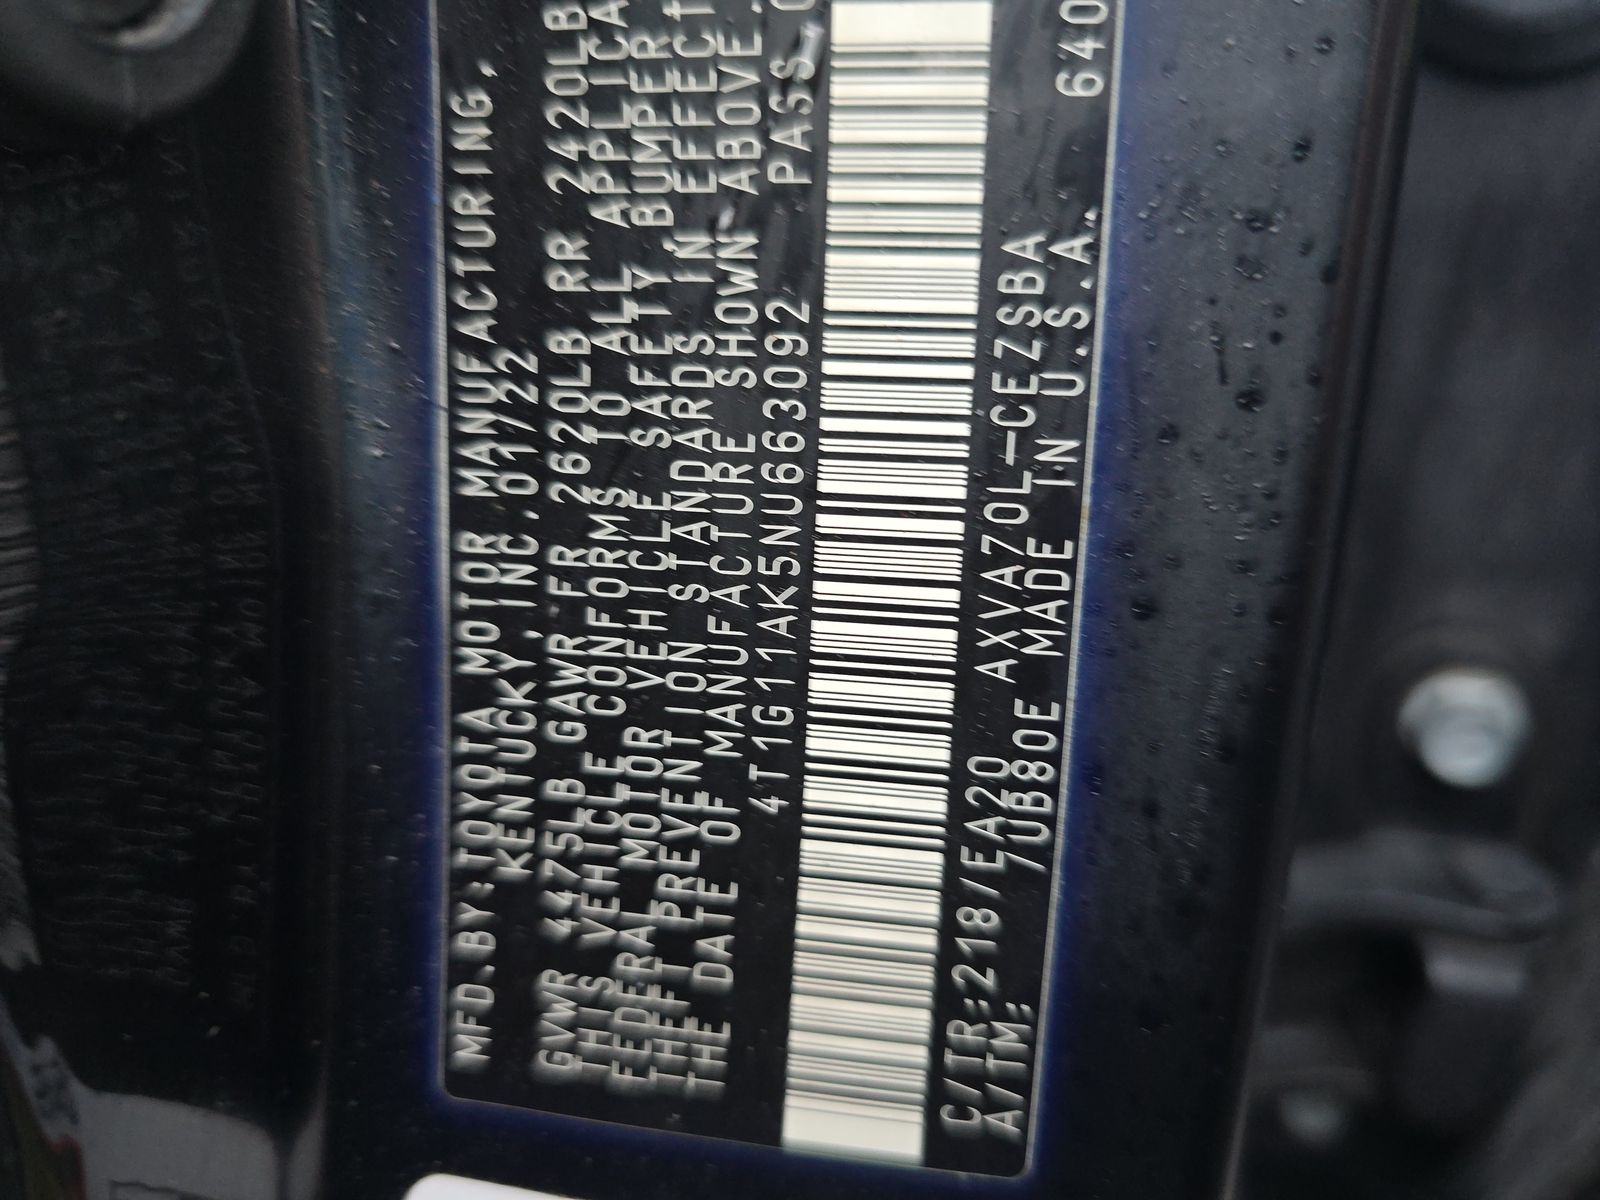 MFD.BY:TOYOTA MOTOR MANUFACTURING,
KENTUCKY,INC. 01/22
GVWR 4475LB GAWR FR 2620LB RR 2420LB
THIS VEHICLE CONFORMS TO ALL APPLICA
FEDERAL MOTOR VEHICLE SAFETY BUMPER
THEFT PREVENTION STANDARDS IN EFFECT
THE DATE OF MANUFACTURE SHOWN ABOVE.
4T1G11AK5NU663092 PASS.
C/TR:218/EA20 AXVA70L-CEZSBA 640
A/TM: /UB80E MADE IN U.S.A.